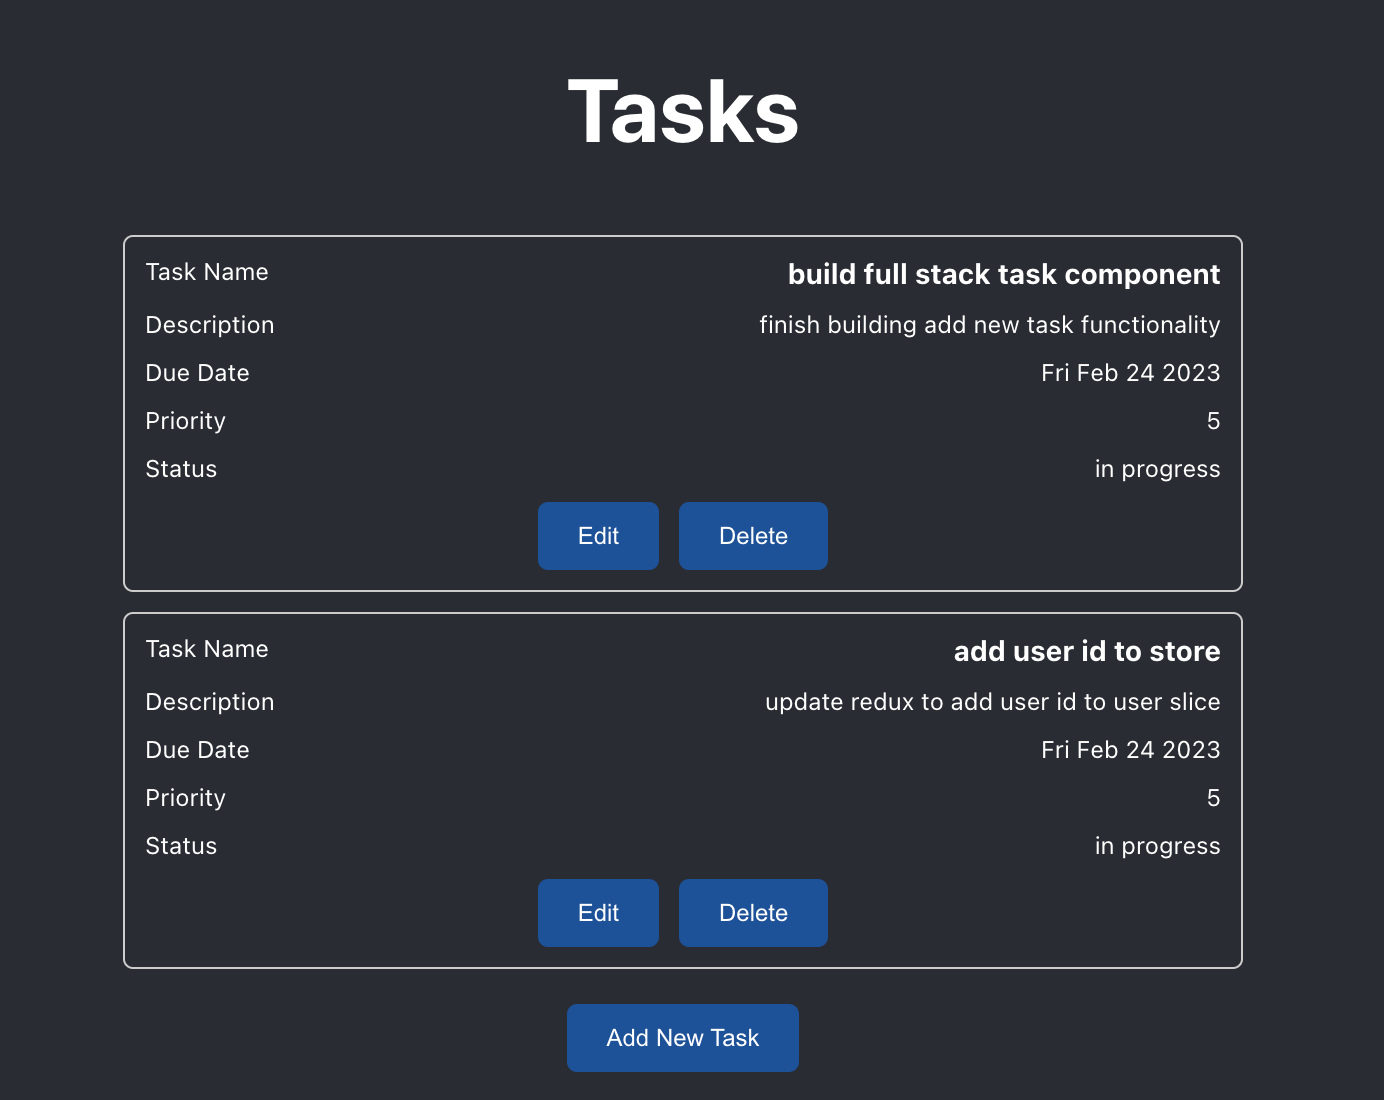 Tasks
Task Name build full stack task component
Description finish building add new task functionality
Due Date Fri Feb 24 2023
Priority 5
Status in progress
Edit Delete
Task Name add user id to store
Description update redux to add user id to user slice
Due Date Fri Feb 24 2023
Priority 5
Status in progress
Edit Delete
Add New Task